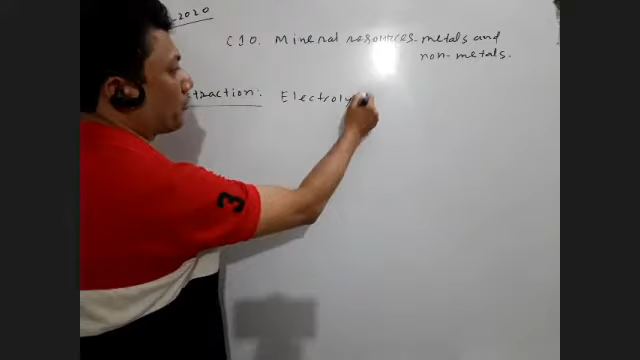 -2020
C10. Mineral resources-metals and
non-metals.
traction: Electroly
3